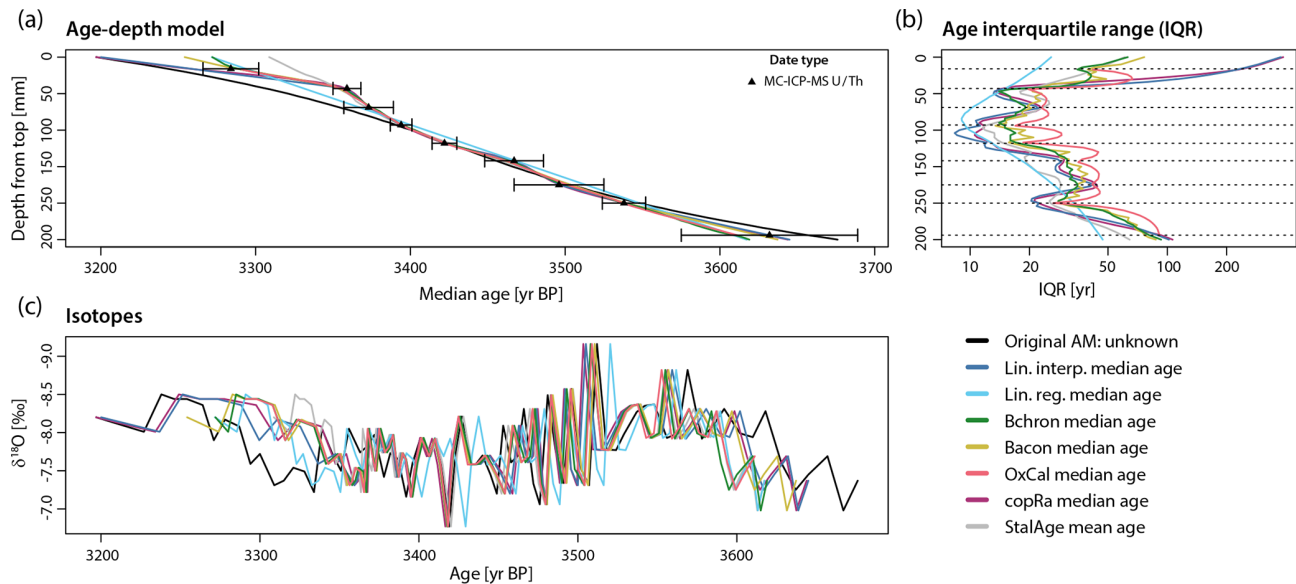 (a) Age-depth model
Depth from top [mm]
0
50
100
150
250
200
Date type
▲ MC-ICP-MS U/Th
3200 3300 3400 3500 3600 3700
Median age [yr BP]
(b) Age interquartile range (IQR)
0
50
100
150
250
200
10 20 50 100 200
IQR [yr]
(c) Isotopes
δ¹⁸O [‰]
-9.0
-8.5
-8.0
-7.5
-7.0
3200 3300 3400 3500 3600
Age [yr BP]
Original AM: unknown
Lin. interp. median age
Lin. reg. median age
Bchron median age
Bacon median age
OxCal median age
copRa median age
StalAge mean age